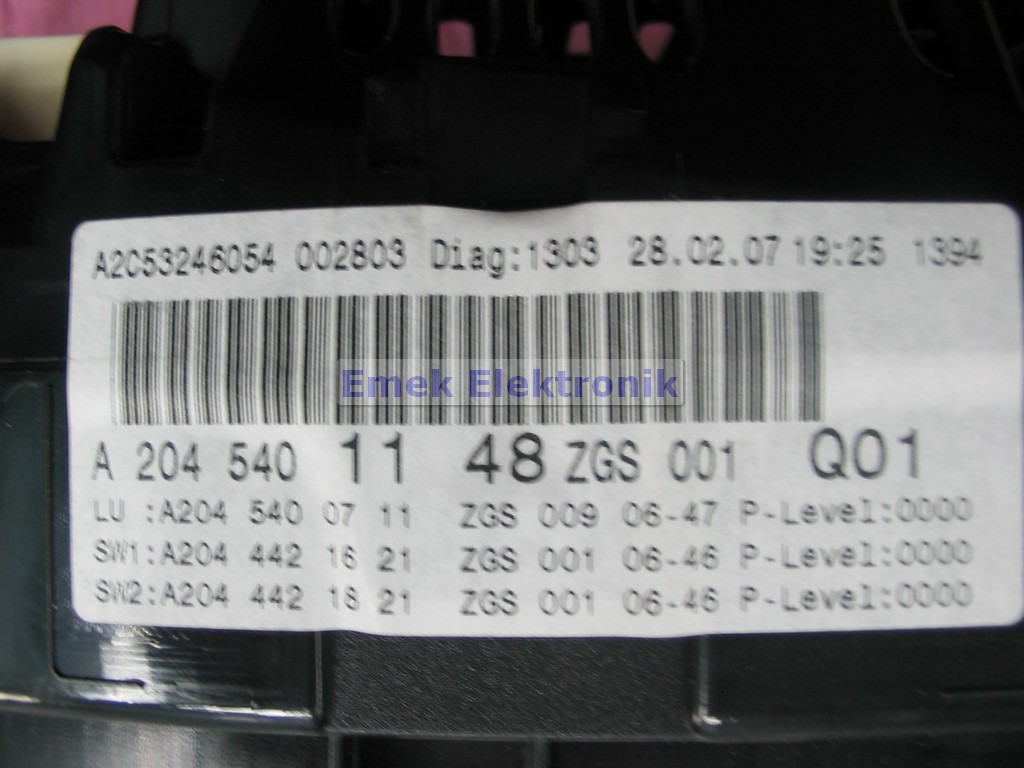 A2C53246054 002803 Diag:1303 28.02.07 19:25 1394
Emek Elektronik
A 204 540 11 48 ZGS 001 Q01
LU :A204 540 07 11 ZGS 009 06-47 P-Level:0000
SW1:A204 442 16 21 ZGS 001 06-46 P-Level:0000
SW2:A204 442 18 21 ZGS 001 06-46 P-Level:0000